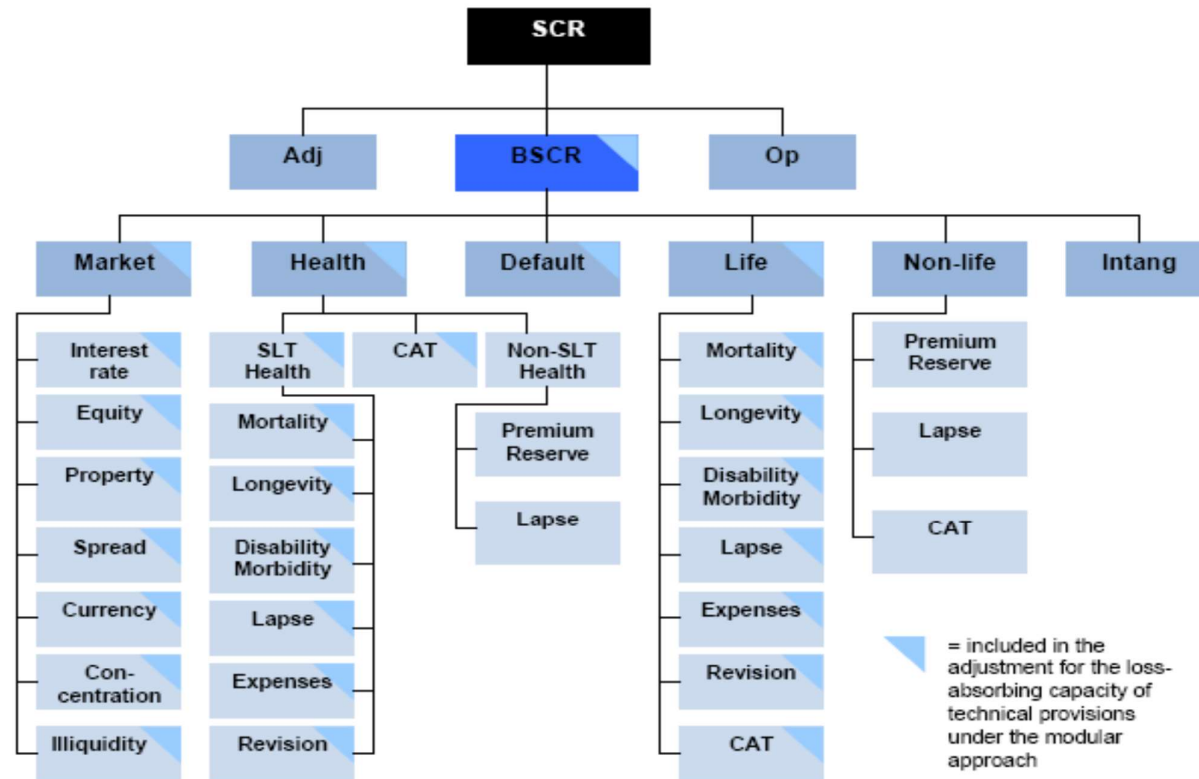 SCR
Adj
BSCR
Op
Market
Health
Default
Life
Non-life
Intang
Interest
rate
Equity
Property
Spread
Currency
Con-
centration
Illiquidity
SLT
Health
CAT
Non-SLT
Health
Mortality
Longevity
Disability
Morbidity
Lapse
Expenses
Revision
Premium
Reserve
Lapse
Mortality
Longevity
Disability
Morbidity
Lapse
Expenses
Revision
CAT
Premium
Reserve
Lapse
CAT
= included in the
adjustment for the loss-
absorbing capacity of
technical provisions
under the modular
approach